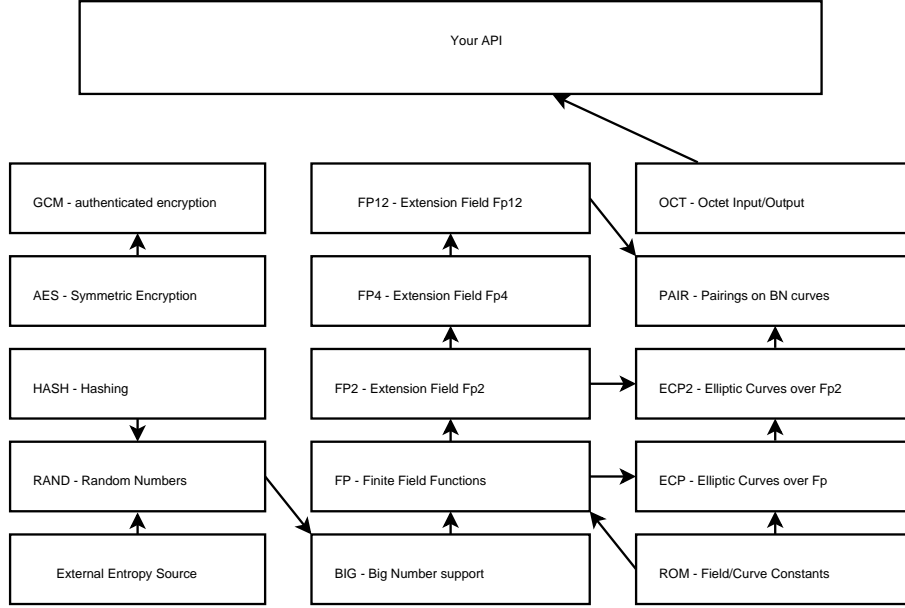 Your API
GCM - authenticated encryption
FP12 - Extension Field Fp12
OCT - Octet Input/Output
AES - Symmetric Encryption
FP4 - Extension Field Fp4
PAIR - Pairings on BN curves
HASH - Hashing
FP2 - Extension Field Fp2
ECP2 - Elliptic Curves over Fp2
RAND - Random Numbers
FP - Finite Field Functions
ECP - Elliptic Curves over Fp
External Entropy Source
BIG - Big Number support
ROM - Field/Curve Constants